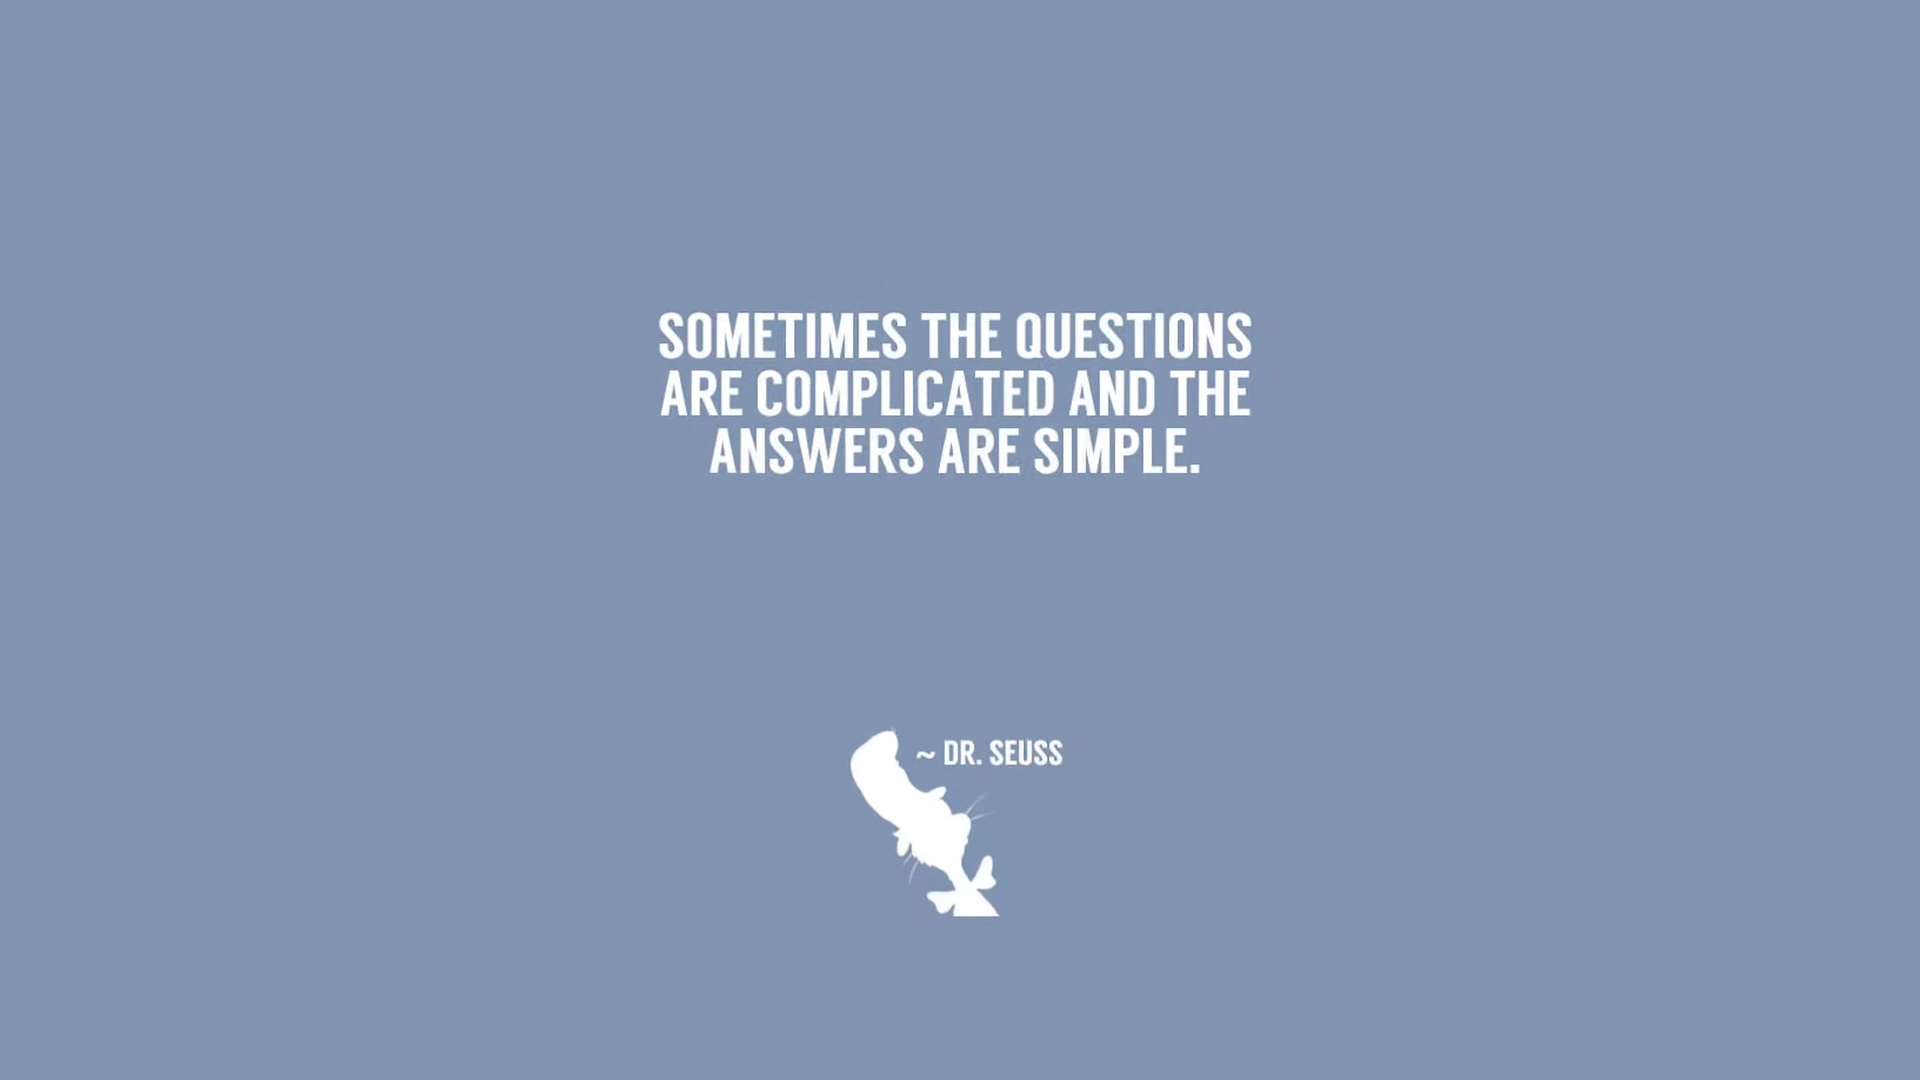 SOMETIMES THE QUESTIONS
ARE COMPLICATED AND THE
ANSWERS ARE SIMPLE.
~ DR. SEUSS